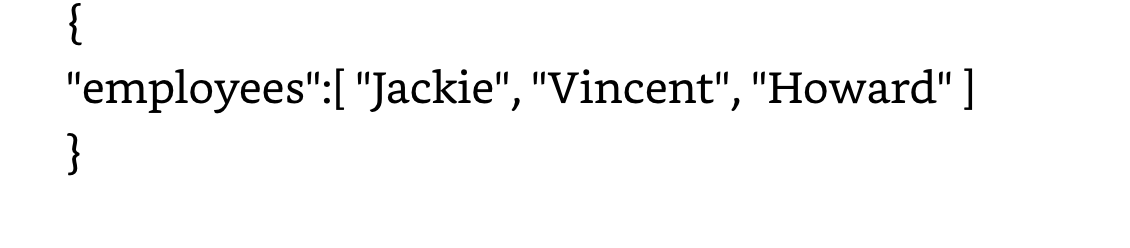 {
"employees":[ "Jackie", "Vincent", "Howard" ]
}